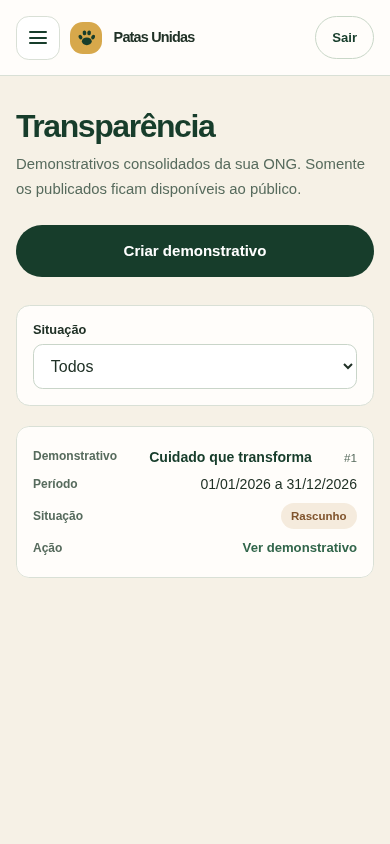 Patas Unidas
Sair
Transparência
Demonstrativos consolidados da sua ONG. Somente
os publicados ficam disponíveis ao público.
Criar demonstrativo
Situação
Todos
Demonstrativo Cuidado que transforma #1
Período 01/01/2026 a 31/12/2026
Situação Rascunho
Ação Ver demonstrativo